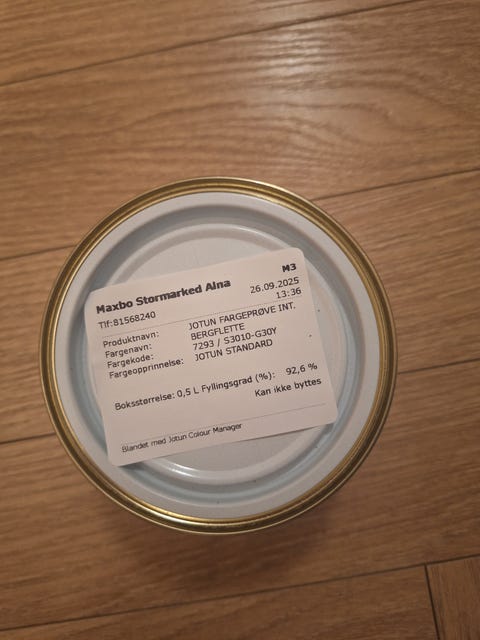 M3
Maxbo Stormarked Alna 26.09.2025
Tlf:81568240 13:36
Produktnavn: JOTUN FARGEPRØVE INT.
Fargenavn: BERGFLETTE
Fargekode: 7293 / S3010-G30Y
Fargeopprinnelse: JOTUN STANDARD
Boksstørrelse: 0,5 L Fyllingsgrad (%): 92,6 %
Kan ikke byttes
Blandet med Jotun Colour Manager